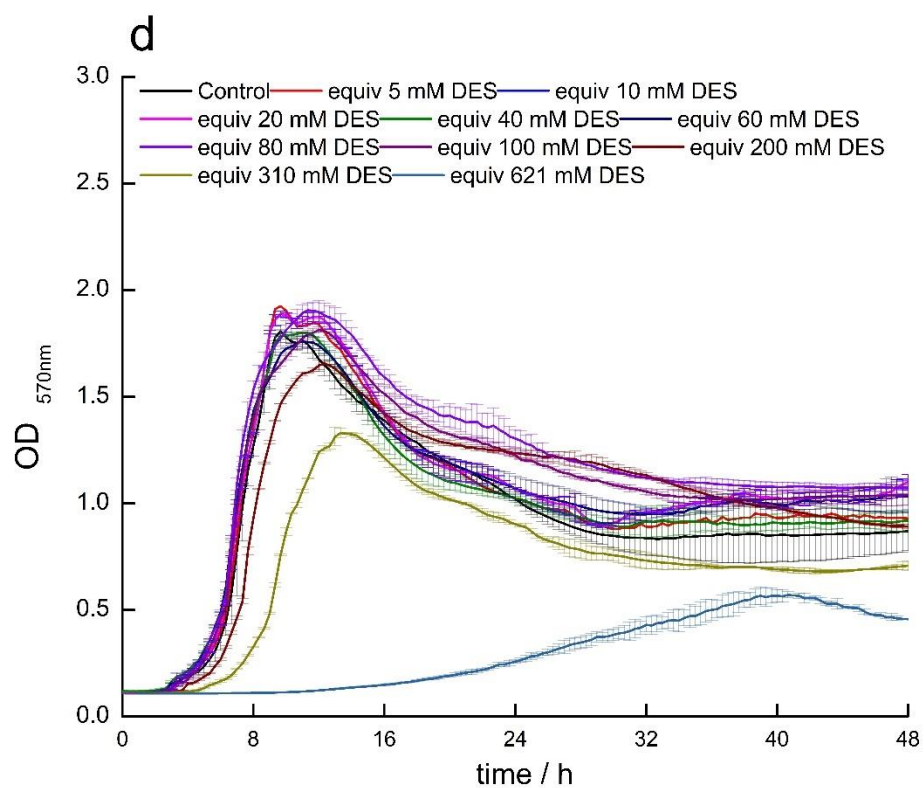 d
3.0
Control equiv 5 mM DES equiv 10 mM DES
equiv 20 mM DES equiv 40 mM DES equiv 60 mM DES
equiv 80 mM DES equiv 100 mM DES equiv 200 mM DES
equiv 310 mM DES equiv 621 mM DES
2.5
2.0
1.5
1.0
0.5
0.0
OD 570nm
0 8 16 24 32 40 48
time / h